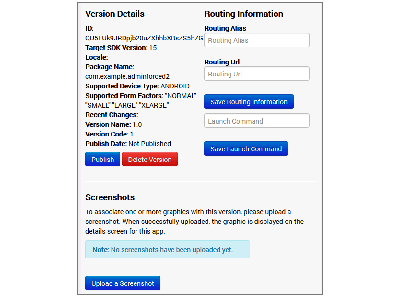 Version Details
ID:
Target SDK Version: 15
Locale:
Package Name:
com.example.adminforced2
Supported Device Type: ANDROID
Supported Form Factors: "NORMAL"
"SMALL" "LARGE" "XLARGE"
Recent Changes:
Version Name: 1.0
Version Code: 1
Publish Date: Not Published
Publish
Delete Version
Routing Information
Routing Alias
Routing Alias
Routing Url
Routing Url
Save Routing Information
Launch Command
Save Launch Command
Screenshots
To associate one or more graphics with this version, please upload a
screenshot. When successfully uploaded, the graphic is displayed on the
details screen for this app.
Note: No screenshots have been uploaded yet.
Upload a Screenshot